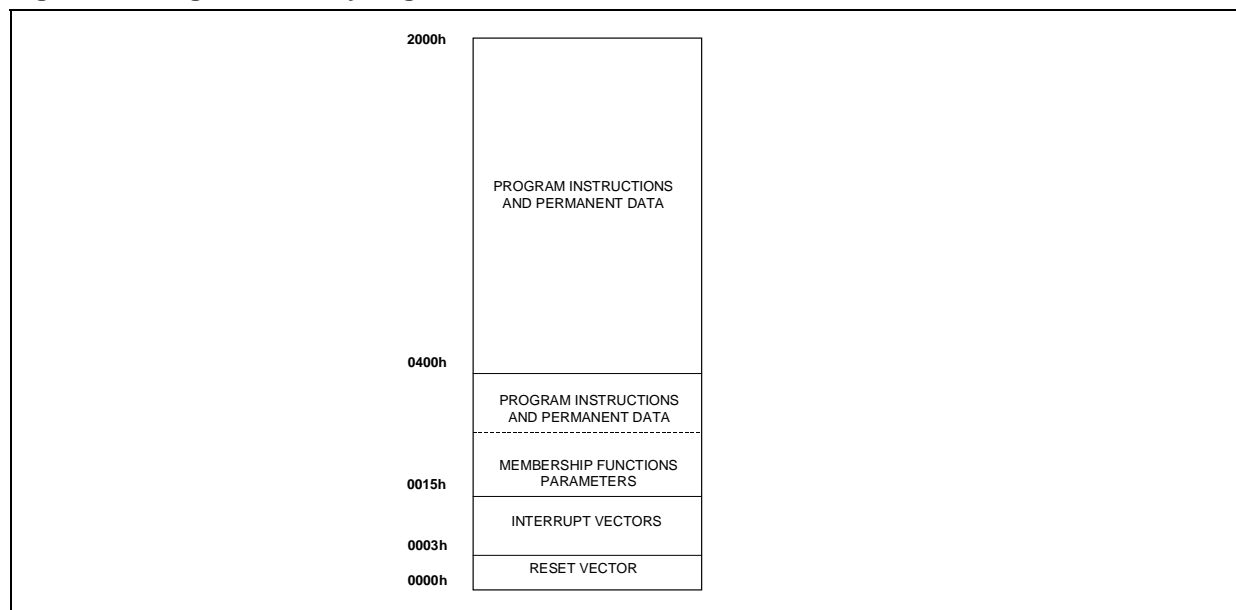 2000h
PROGRAM INSTRUCTIONS
AND PERMANENT DATA
0400h
PROGRAM INSTRUCTIONS
AND PERMANENT DATA
MEMBERSHIP FUNCTIONS
PARAMETERS
0015h
INTERRUPT VECTORS
0003h
RESET VECTOR
0000h